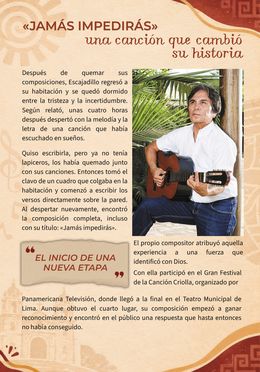 «JAMÁS IMPEDIRÁS»
una canción que cambió
su historia
Después de quemar sus
composiciones, Escajadillo regresó a
su habitación y se quedó dormido
entre la tristeza y la incertidumbre.
Según relató, unas cuatro horas
después despertó con la melodía y la
letra de una canción que había
escuchado en sueños.
Quiso escribirla, pero ya no tenía
lapiceros, los había quemado junto
con sus canciones. Entonces tomó el
clavo de un cuadro que colgaba en la
habitación y comenzó a escribir los
versos directamente sobre la pared.
Al despertar nuevamente, encontró
la composición completa, incluso
con su título: «Jamás impedirás».
EL INICIO DE UNA
NUEVA ETAPA
El propio compositor atribuyó aquella
experiencia a una fuerza que
identificó con Dios.
Con ella participó en el Gran Festival
de la Canción Criolla, organizado por
Panamericana Televisión, donde llegó a la final en el Teatro Municipal de
Lima. Aunque obtuvo el cuarto lugar, su composición empezó a ganar
reconocimiento y encontró en el público una respuesta que hasta entonces
no había conseguido.